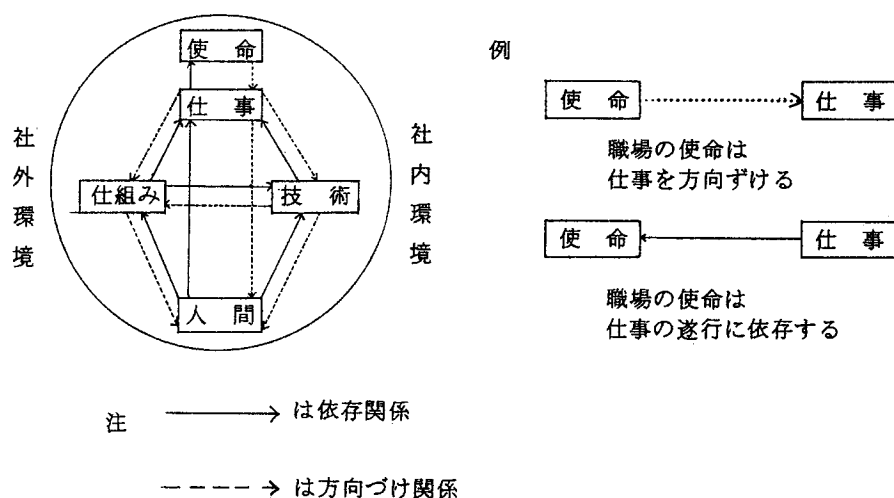 使命
仕事
仕組み
技術
人間
社外環境
社内環境
例
使命
仕事
職場の使命は
仕事を方向ずける
使命
仕事
職場の使命は
仕事の遂行に依存する
注
は依存関係
は方向づけ関係